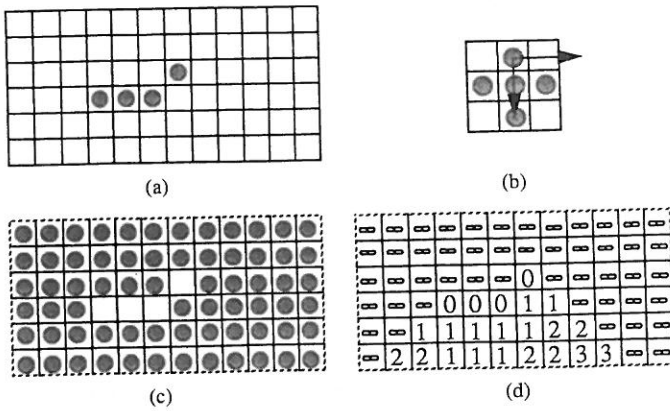 (a)
(b)
(c)
∞ ∞ ∞ ∞ ∞ ∞ ∞ ∞ ∞ ∞ ∞ ∞
∞ ∞ ∞ ∞ ∞ ∞ ∞ ∞ ∞ ∞ ∞ ∞
∞ ∞ ∞ ∞ ∞ ∞ 0 ∞ ∞ ∞ ∞ ∞
∞ ∞ ∞ 0 0 0 1 1 ∞ ∞ ∞ ∞
∞ ∞ 1 1 1 1 1 2 2 ∞ ∞ ∞
∞ 2 2 1 1 1 2 2 3 3 ∞ ∞
(d)